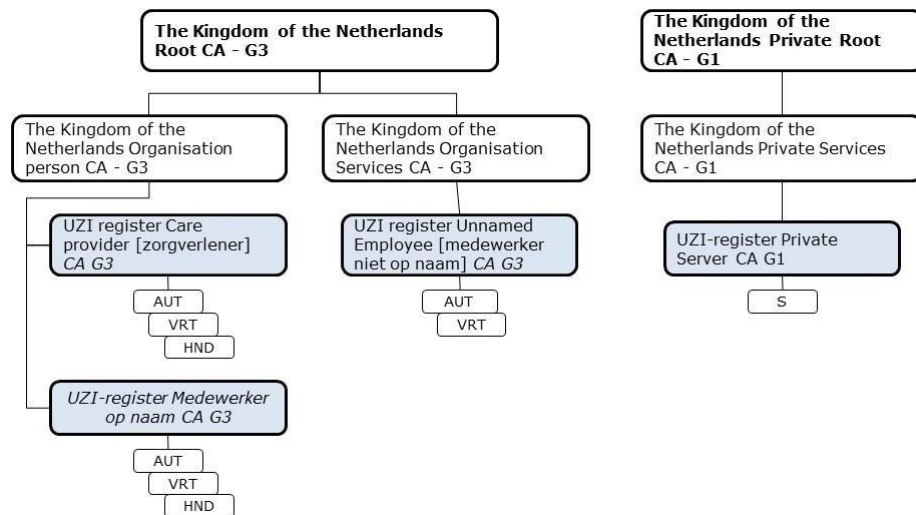 The Kingdom of the Netherlands
Root CA - G3
The Kingdom of the
Netherlands Private Root
CA - G1
The Kingdom of the
Netherlands Organisation
person CA - G3
The Kingdom of the
Netherlands Organisation
Services CA - G3
The Kingdom of the
Netherlands Private Services
CA - G1
UZI register Care
provider [zorgverlener]
CA G3
UZI register Unnamed
Employee [medewerker
niet op naam] CA G3
UZI-register Private
Server CA G1
AUT
VRT
HND
AUT
VRT
S
UZI-register Medewerker
op naam CA G3
AUT
VRT
HND